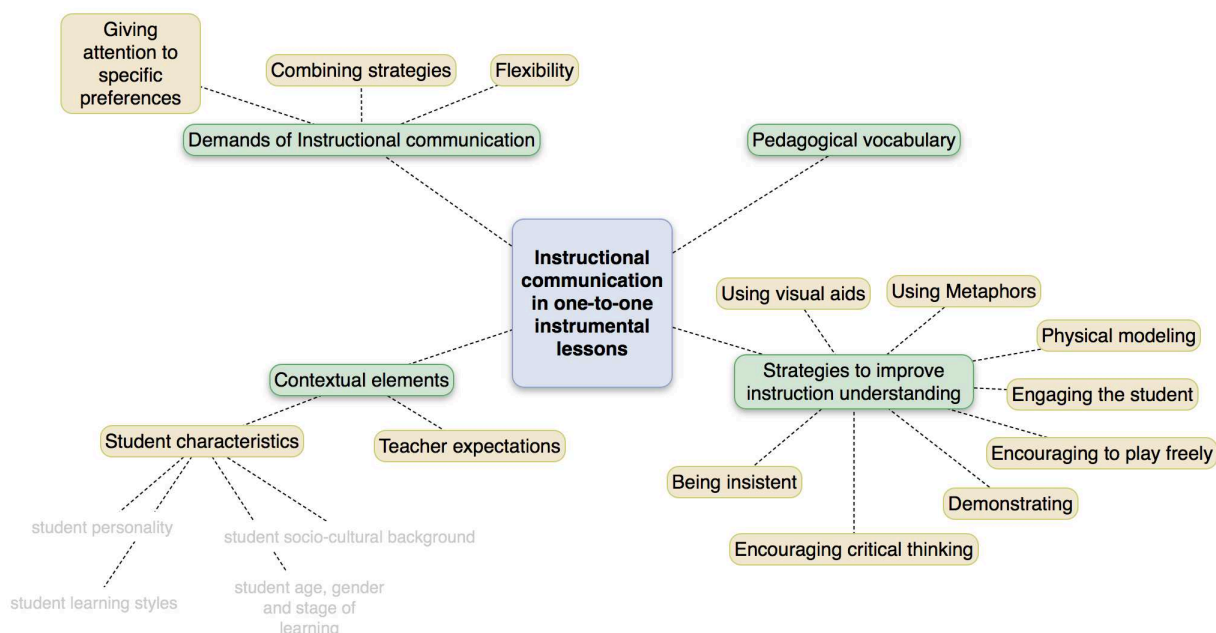 Giving
attention to
specific
preferences
Combining strategies
Flexibility
Demands of Instructional communication
Pedagogical vocabulary
Instructional
communication
in one-to-one
instrumental
lessons
Using visual aids
Using Metaphors
Physical modeling
Strategies to improve
instruction understanding
Engaging the student
Encouraging to play freely
Demonstrating
Being insistent
Encouraging critical thinking
Contextual elements
Student characteristics
Teacher expectations
student personality
student socio-cultural background
student learning styles
student age, gender
and stage of
learning